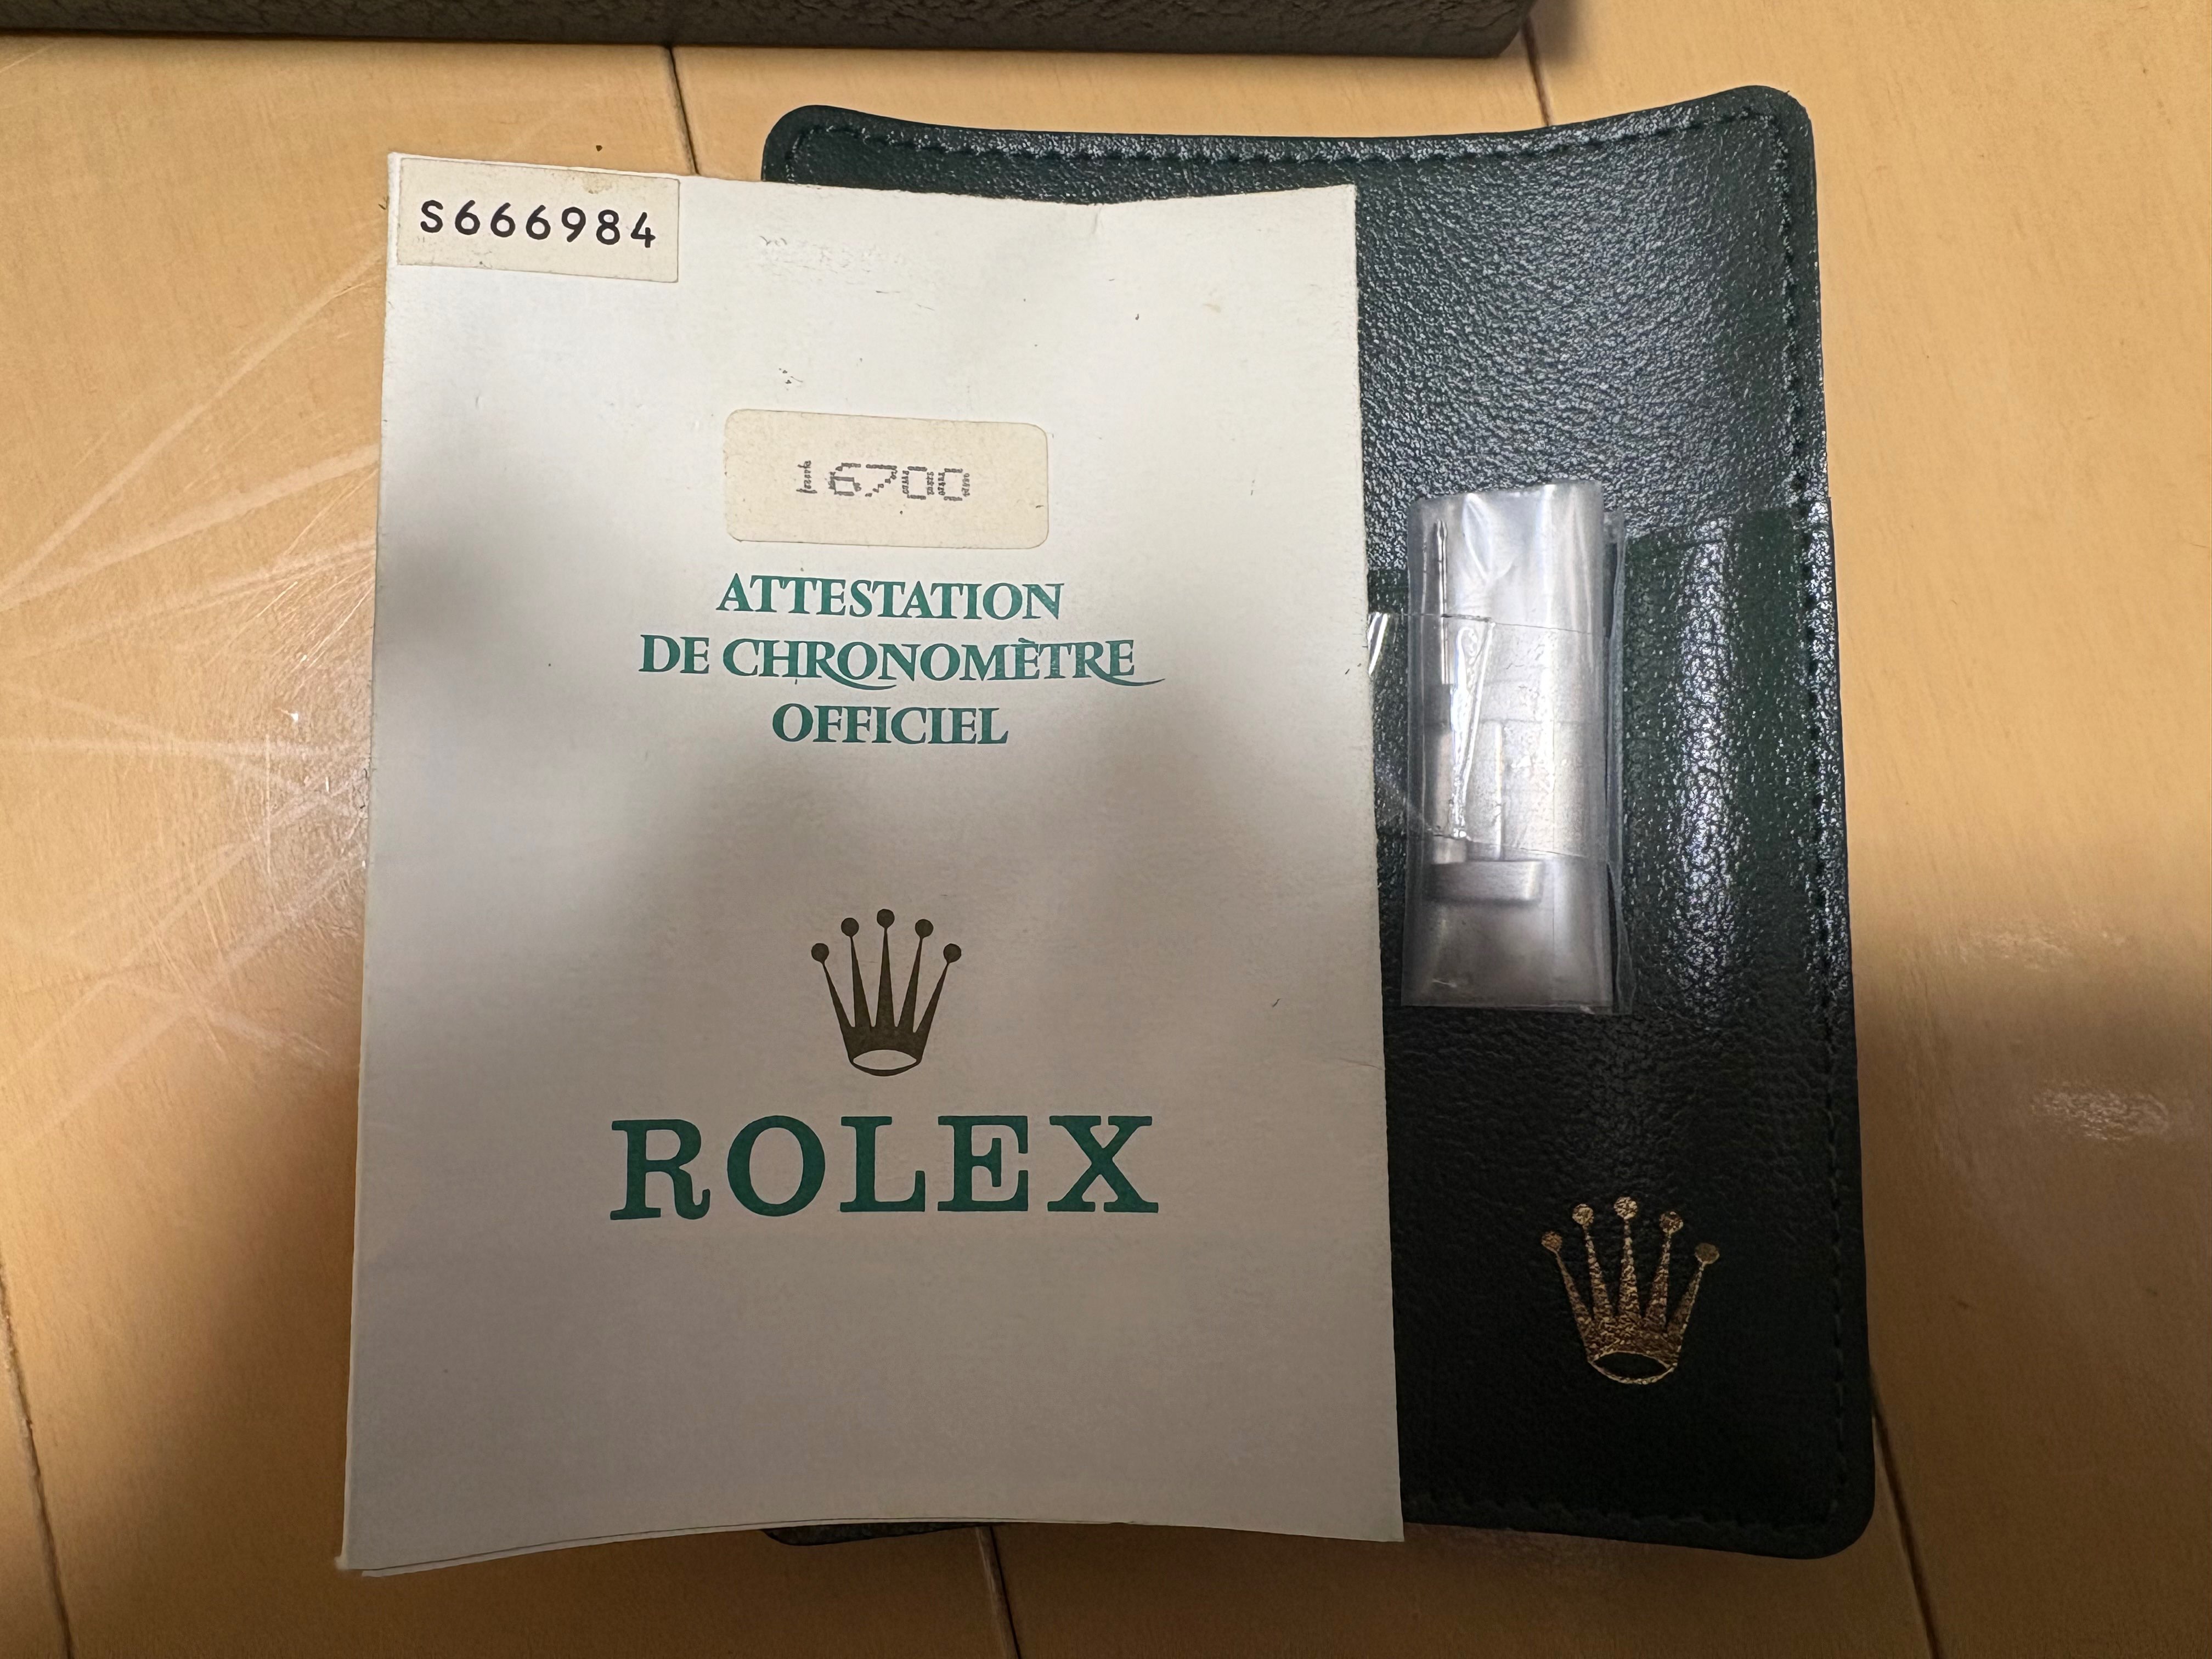 S666984
16700
ATTESTATION
DE CHRONOMÈTRE
OFFICIEL
ROLEX